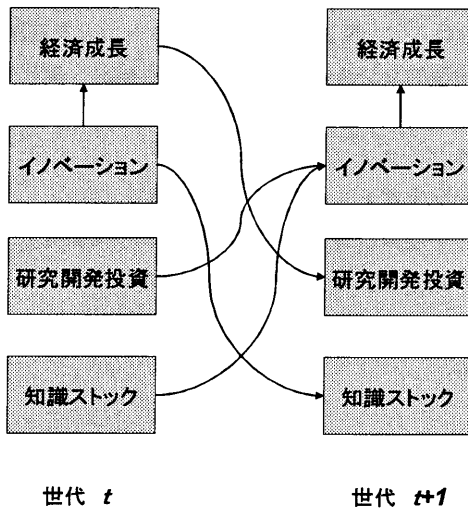 経済成長
イノベーション
研究開発投資
知識ストック
世代 t
経済成長
イノベーション
研究開発投資
知識ストック
世代 t+1